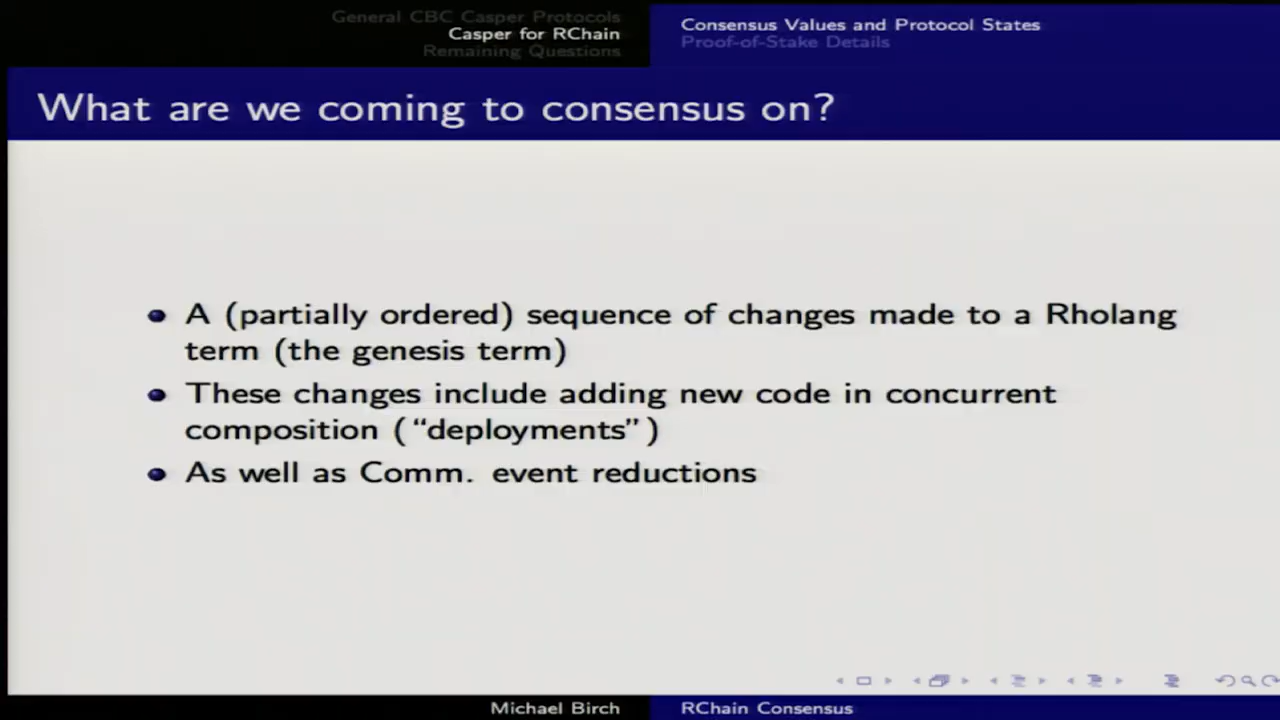 General CBC Casper Protocols
Casper for RChain
Remaining Questions
Consensus Values and Protocol States
Proof-of-Stake Details
What are we coming to consensus on?
A (partially ordered) sequence of changes made to a Rholang
term (the genesis term)
These changes include adding new code in concurrent
composition (“deployments”)
As well as Comm. event reductions
Michael Birch
RChain Consensus